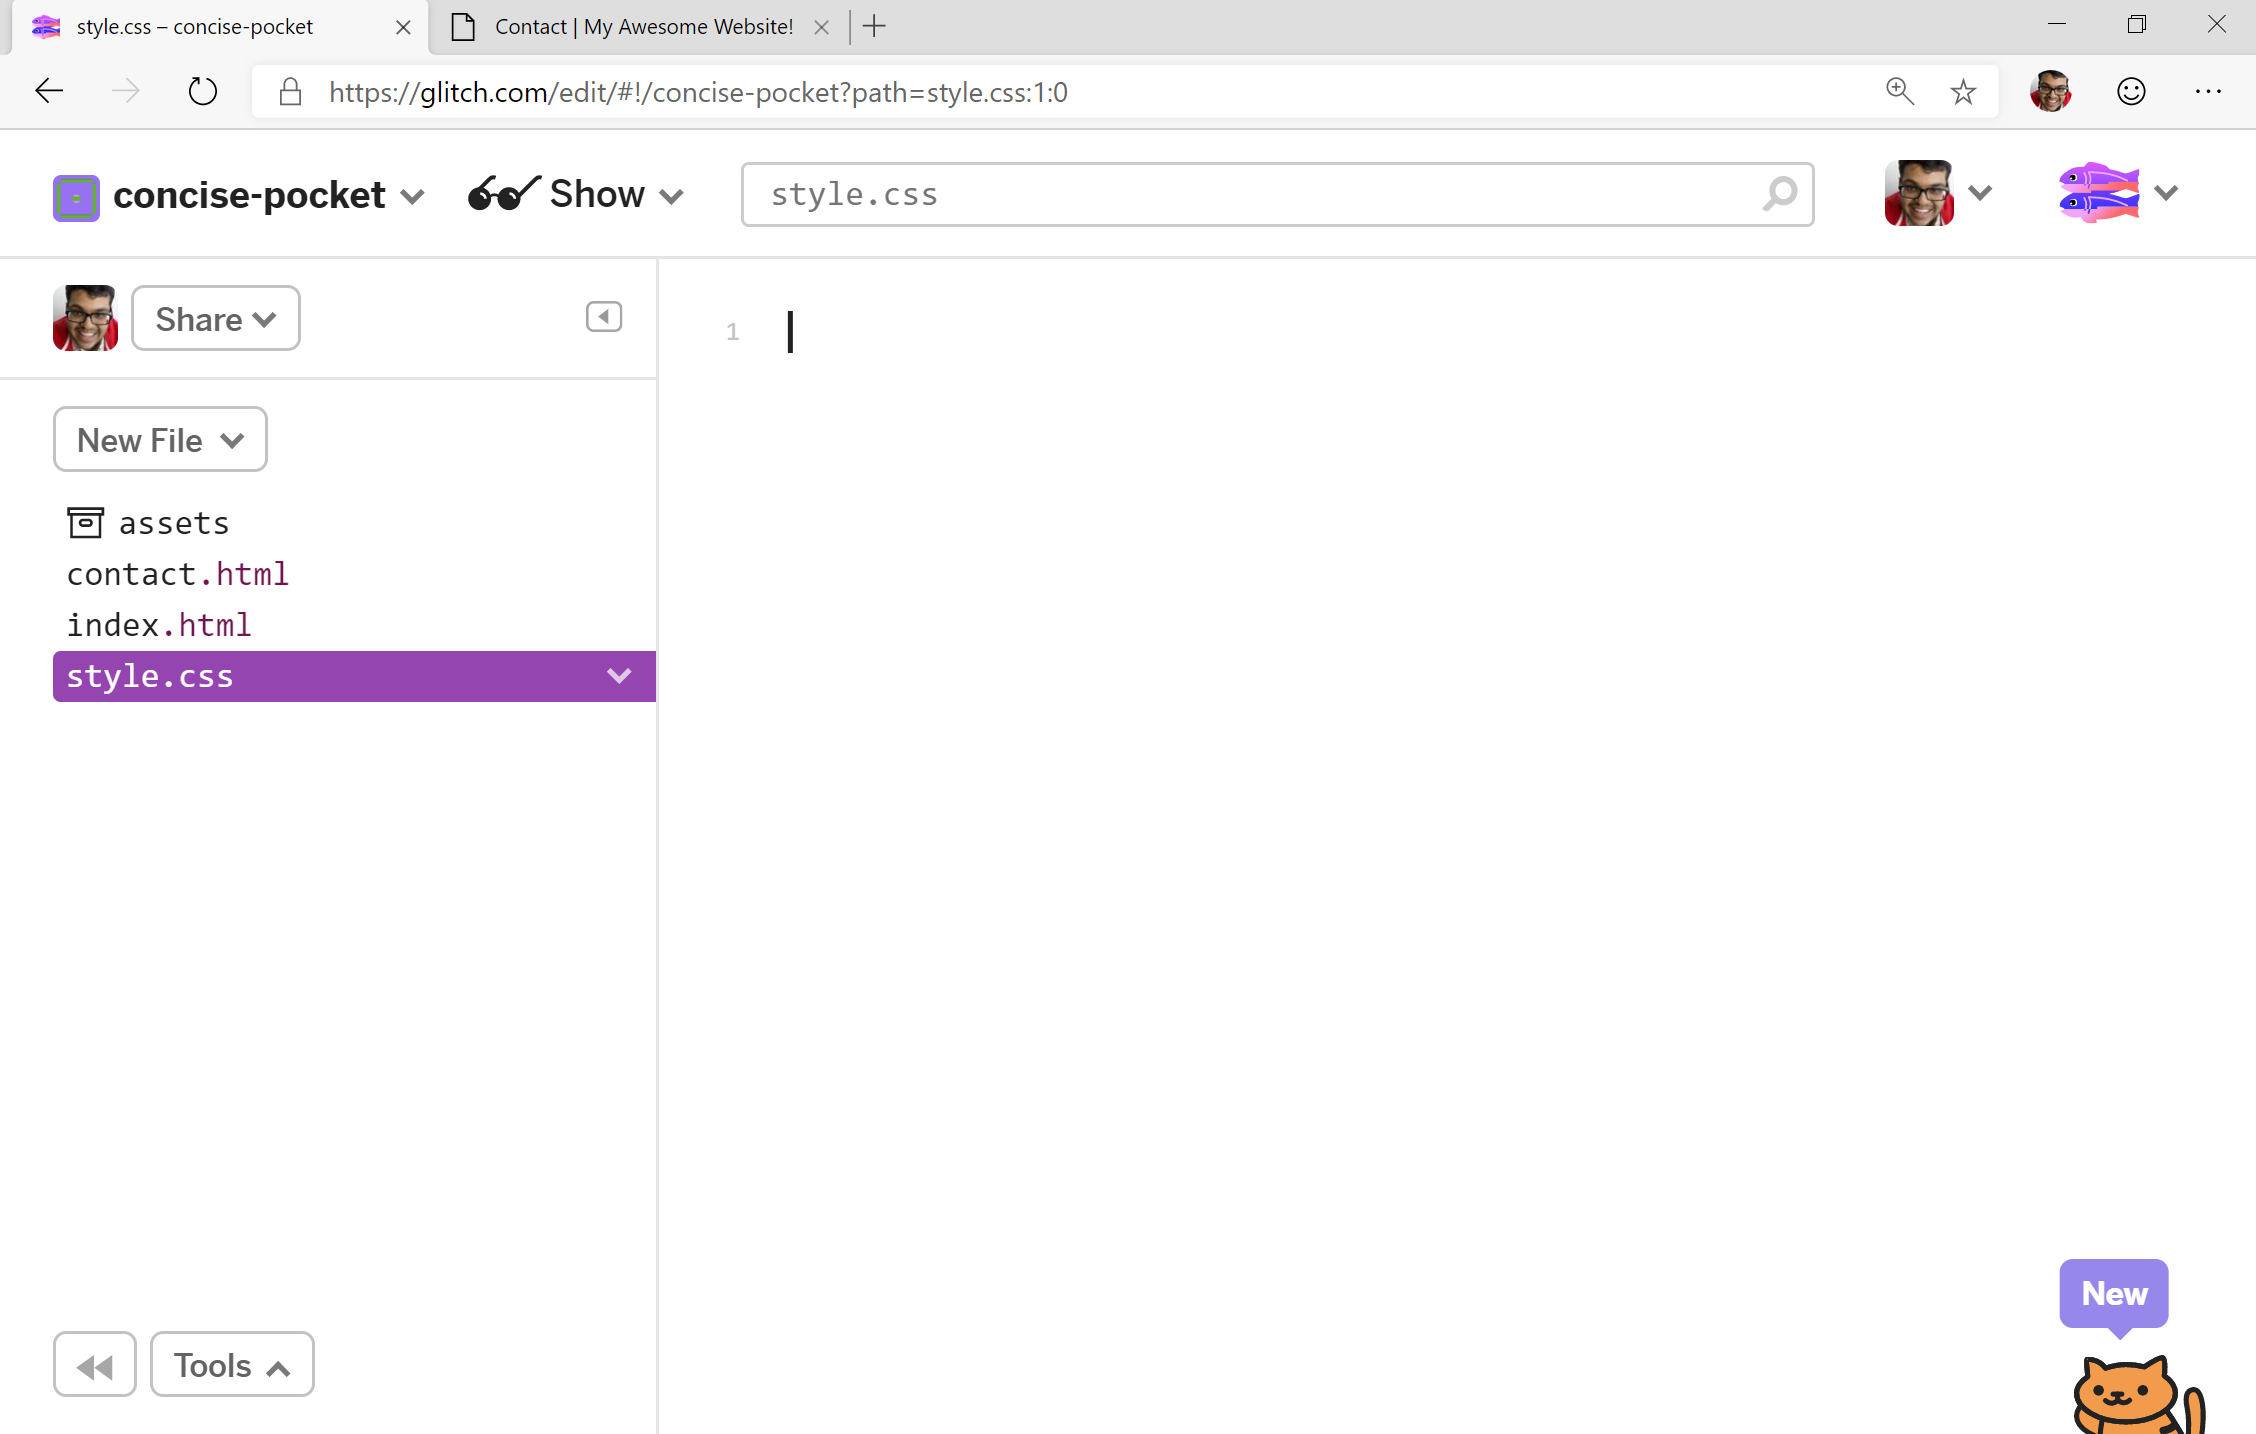 style.css – concise-pocket
Contact | My Awesome Website!
https://glitch.com/edit/#!/concise-pocket?path=style.css:1:0
concise-pocket
Show
style.css
Share
1
New File
assets
contact.html
index.html
style.css
New
Tools